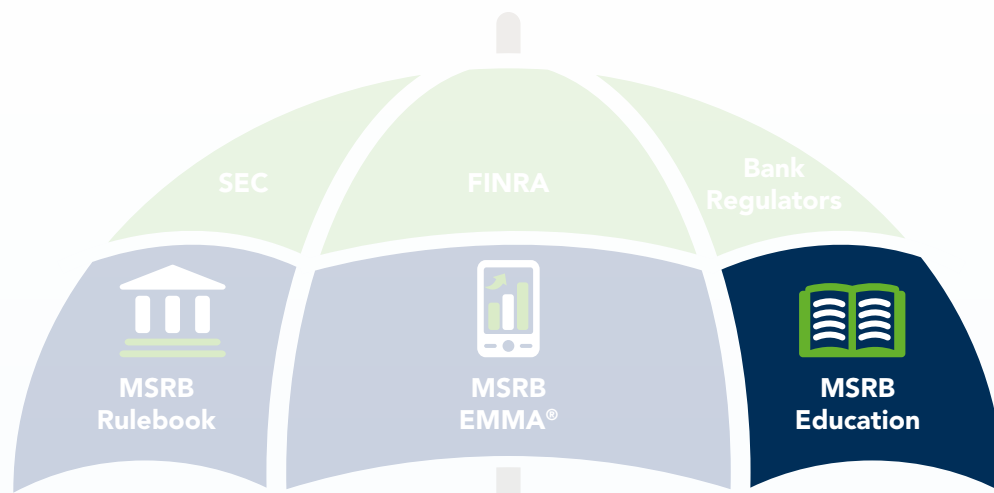 SEC
FINRA
Bank
Regulators
MSRB
Rulebook
MSRB
EMMA®
MSRB
Education